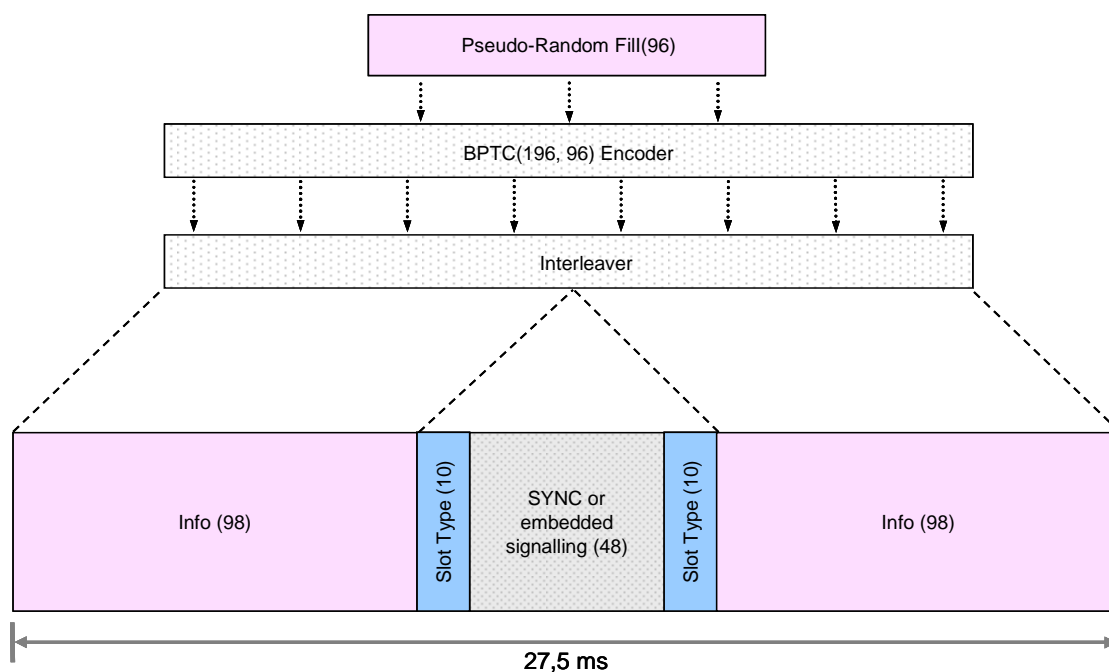 Pseudo-Random Fill(96)
BPTC(196, 96) Encoder
Interleaver
Info (98)
Slot Type (10)
SYNC or
embedded
signalling (48)
Slot Type (10)
Info (98)
27,5 ms